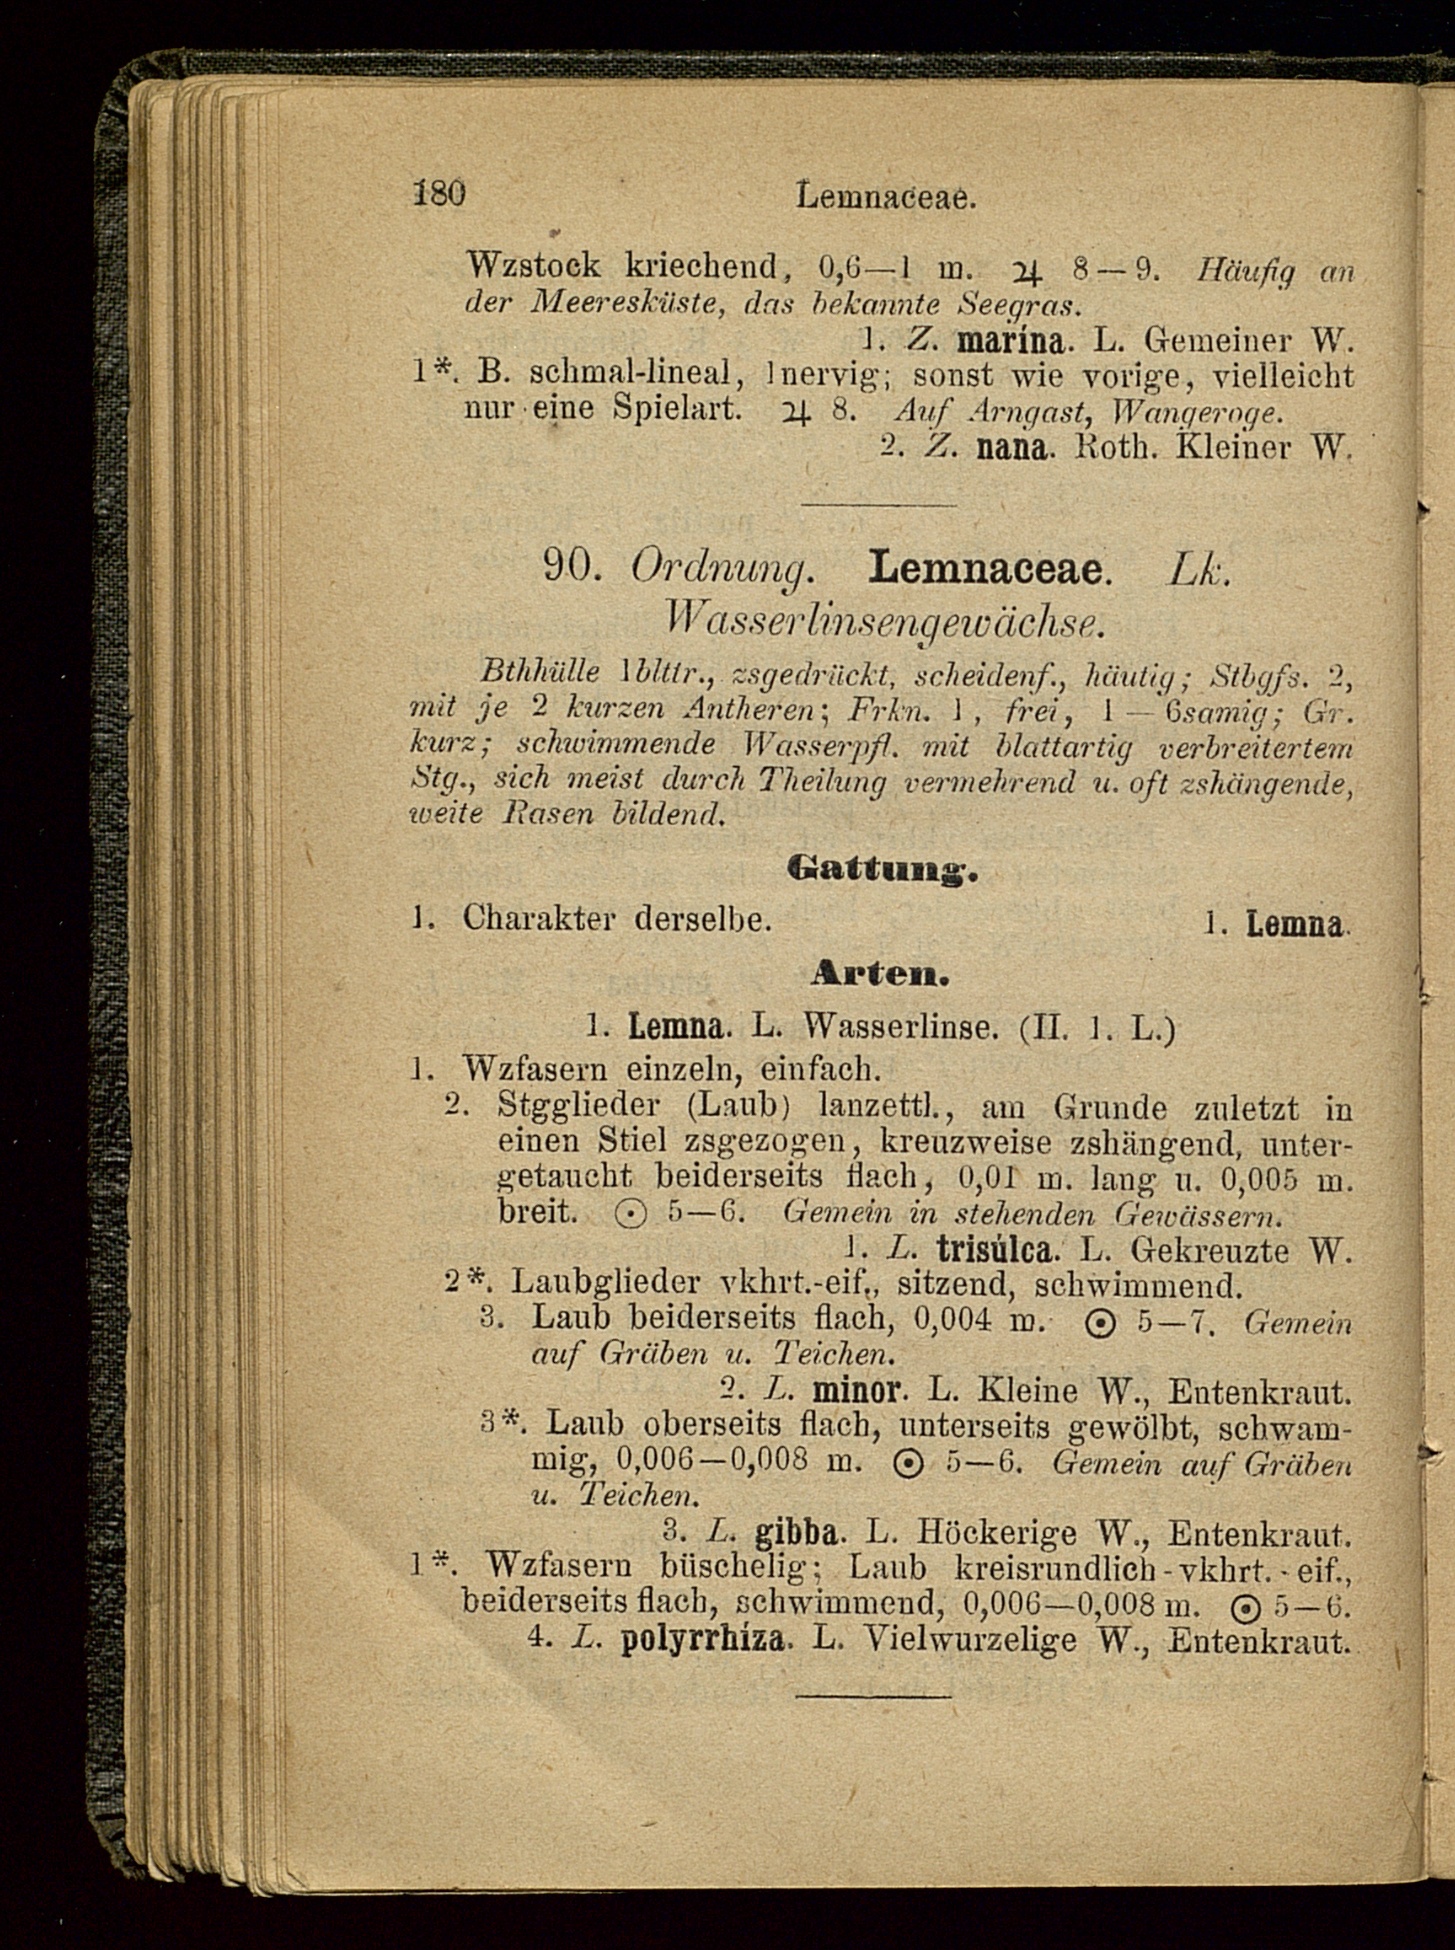 180 Lemnaceae.
Wzstock kriechend, 0,6—1 m. ♃ 8—9. Häufig an
der Meeresküste, das bekannte Seegras.
1. Z. marína. L. Gemeiner W.
1*. B. schmal-lineal, 1nervig; sonst wie vorige, vielleicht
nur eine Spielart. ♃ 8. Auf Arngast, Wangeroge.
2. Z. nana. Roth. Kleiner W.
90. Ordnung. Lemnaceae. Lk.
Wasserlinsengewächse.
Bthhülle 1blttr., zsgedrückt, scheidenf., häutig; Stbgfs. 2,
mit je 2 kurzen Antheren; Frkn. 1, frei, 1—6samig; Gr.
kurz; schwimmende Wasserpfl. mit blattartig verbreitertem
Stg., sich meist durch Theilung vermehrend u. oft zshängende,
weite Rasen bildend.
Gattung.
1. Charakter derselbe. 1. Lemna.
Arten.
1. Lemna. L. Wasserlinse. (II. 1. L.)
1. Wzfasern einzeln, einfach.
2. Stgglieder (Laub) lanzettl., am Grunde zuletzt in
einen Stiel zsgezogen, kreuzweise zshängend, unter-
getaucht beiderseits flach, 0,01 m. lang u. 0,005 m.
breit. ☉ 5—6. Gemein in stehenden Gewässern.
1. L. trisúlca. L. Gekreuzte W.
2*. Laubglieder vkhrt.-eif., sitzend, schwimmend.
3. Laub beiderseits flach, 0,004 m. ☉ 5—7. Gemein
auf Gräben u. Teichen.
2. L. minor. L. Kleine W., Entenkraut.
3*. Laub oberseits flach, unterseits gewölbt, schwam-
mig, 0,006—0,008 m. ☉ 5—6. Gemein auf Gräben
u. Teichen.
3. L. gibba. L. Höckerige W., Entenkraut.
1*. Wzfasern büschelig; Laub kreisrundlich-vkhrt.-eif.,
beiderseits flach, schwimmend, 0,006—0,008 m. ☉ 5—6.
4. L. polyrrhíza. L. Vielwurzelige W., Entenkraut.